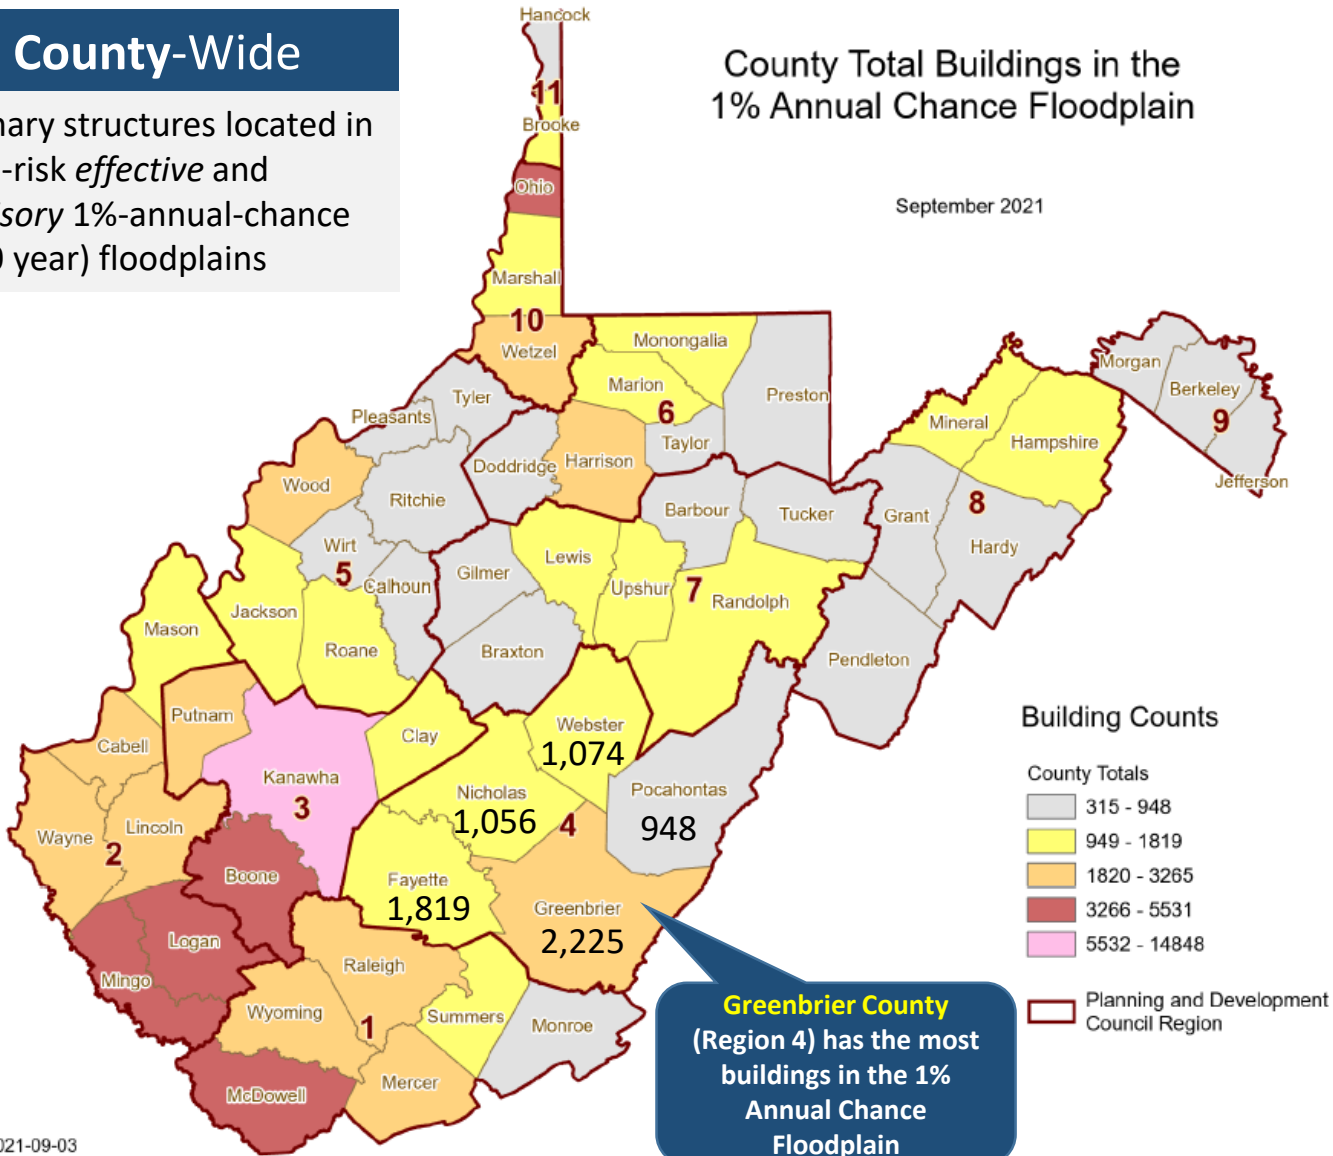 County-Wide
structures located in
-risk effective and
1%-annual-chance
year) floodplains
County Total Buildings in the
1% Annual Chance Floodplain
September 2021
Hancock
11
Brooke
Ohio
Marshall
10
Wetzel
Monongalia
Marion
6
Preston
Taylor
Tyler
Pleasants
Doddridge
Harrison
Wood
Ritchie
Morgan
Berkeley
9
Jefferson
Mineral
Hampshire
8
Grant
Hardy
Barbour
Tucker
Wirt
5
Calhoun
Gilmer
Lewis
Upshur
7
Randolph
Jackson
Mason
Roane
Braxton
Pendleton
Putnam
Cabell
Clay
Webster
1,074
Kanawha
3
Nicholas
1,056
4
Pocahontas
948
Wayne
Lincoln
2
Boone
Fayette
1,819
Greenbrier
2,225
Logan
Mingo
Raleigh
Wyoming
1
Summers
Monroe
McDowell
Mercer
Building Counts
County Totals
315 - 948
949 - 1819
1820 - 3265
3266 - 5531
5532 - 14848
Planning and Development
Council Region
Greenbrier County
(Region 4) has the most
buildings in the 1%
Annual Chance
Floodplain
021-09-03